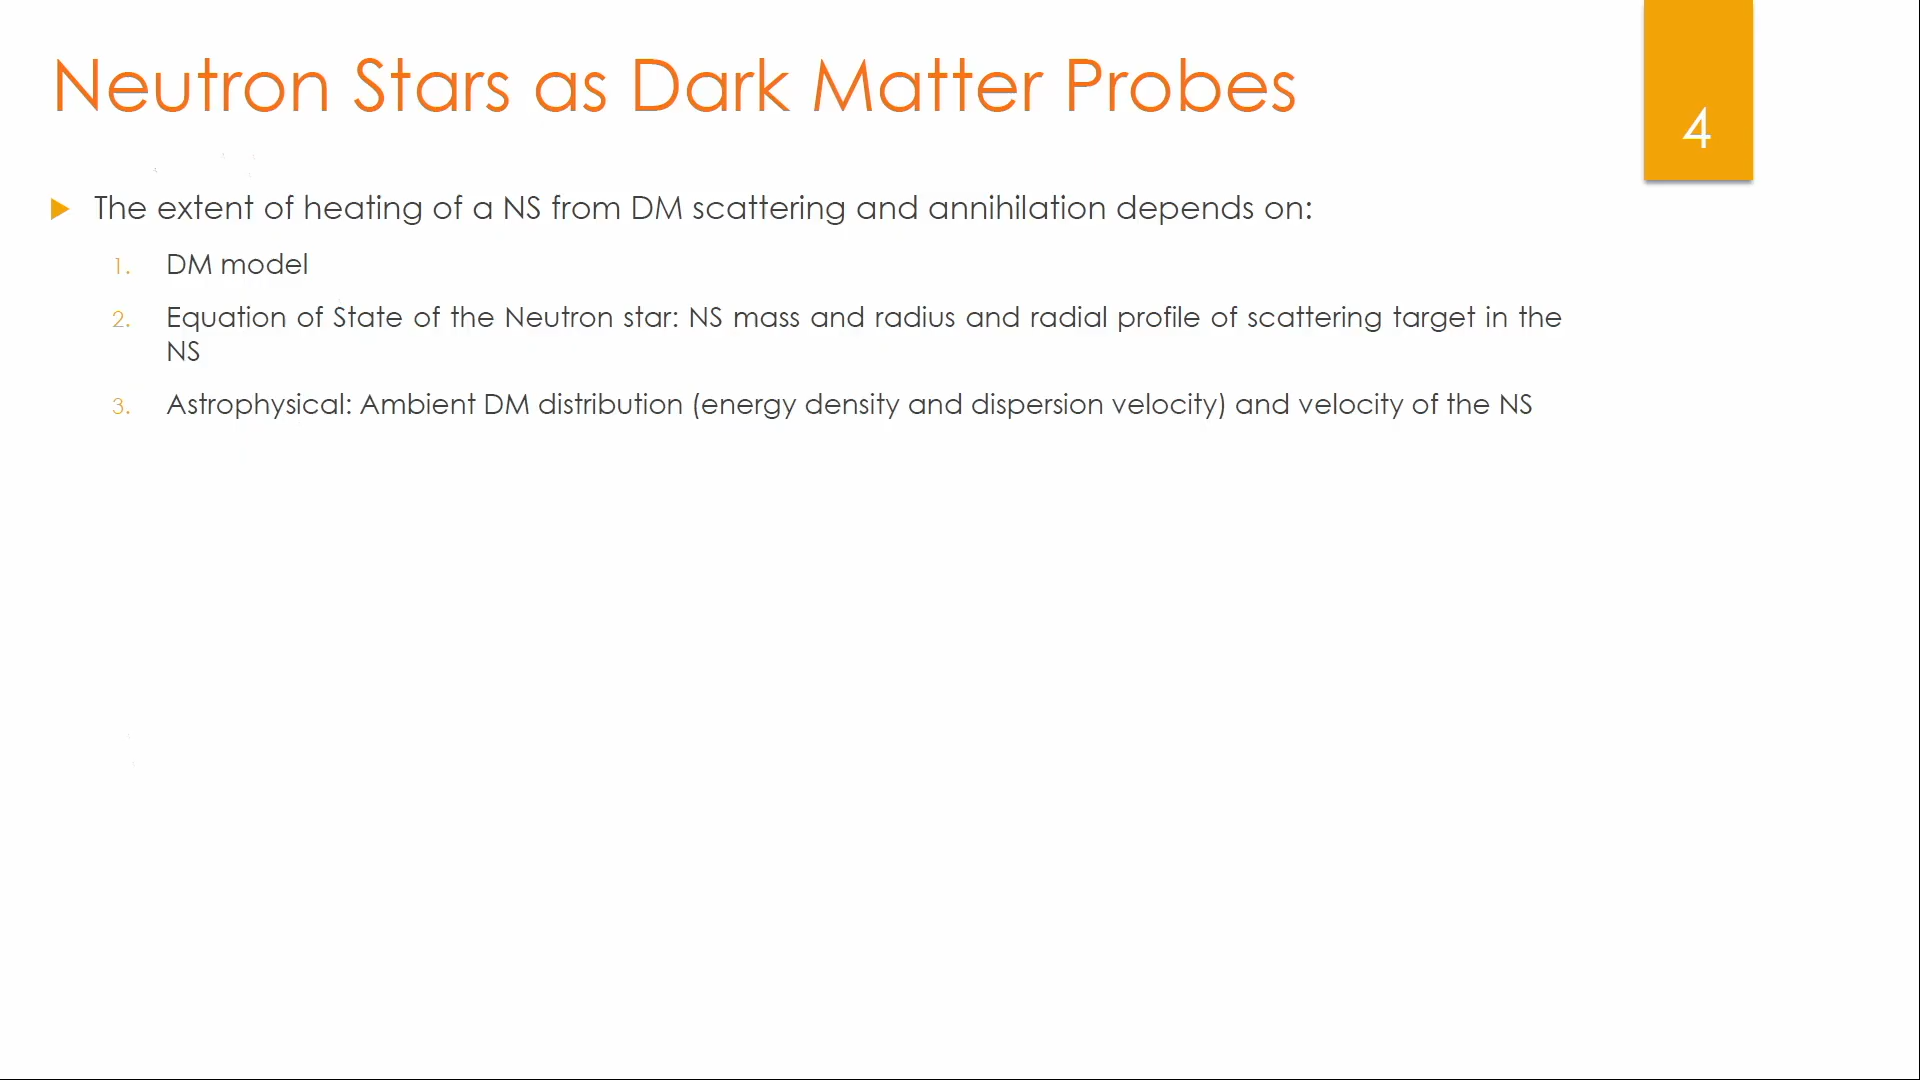 Neutron Stars as Dark Matter Probes
4
The extent of heating of a NS from DM scattering and annihilation depends on:
1. DM model
2. Equation of State of the Neutron star: NS mass and radius and radial profile of scattering target in the
NS
3. Astrophysical: Ambient DM distribution (energy density and dispersion velocity) and velocity of the NS